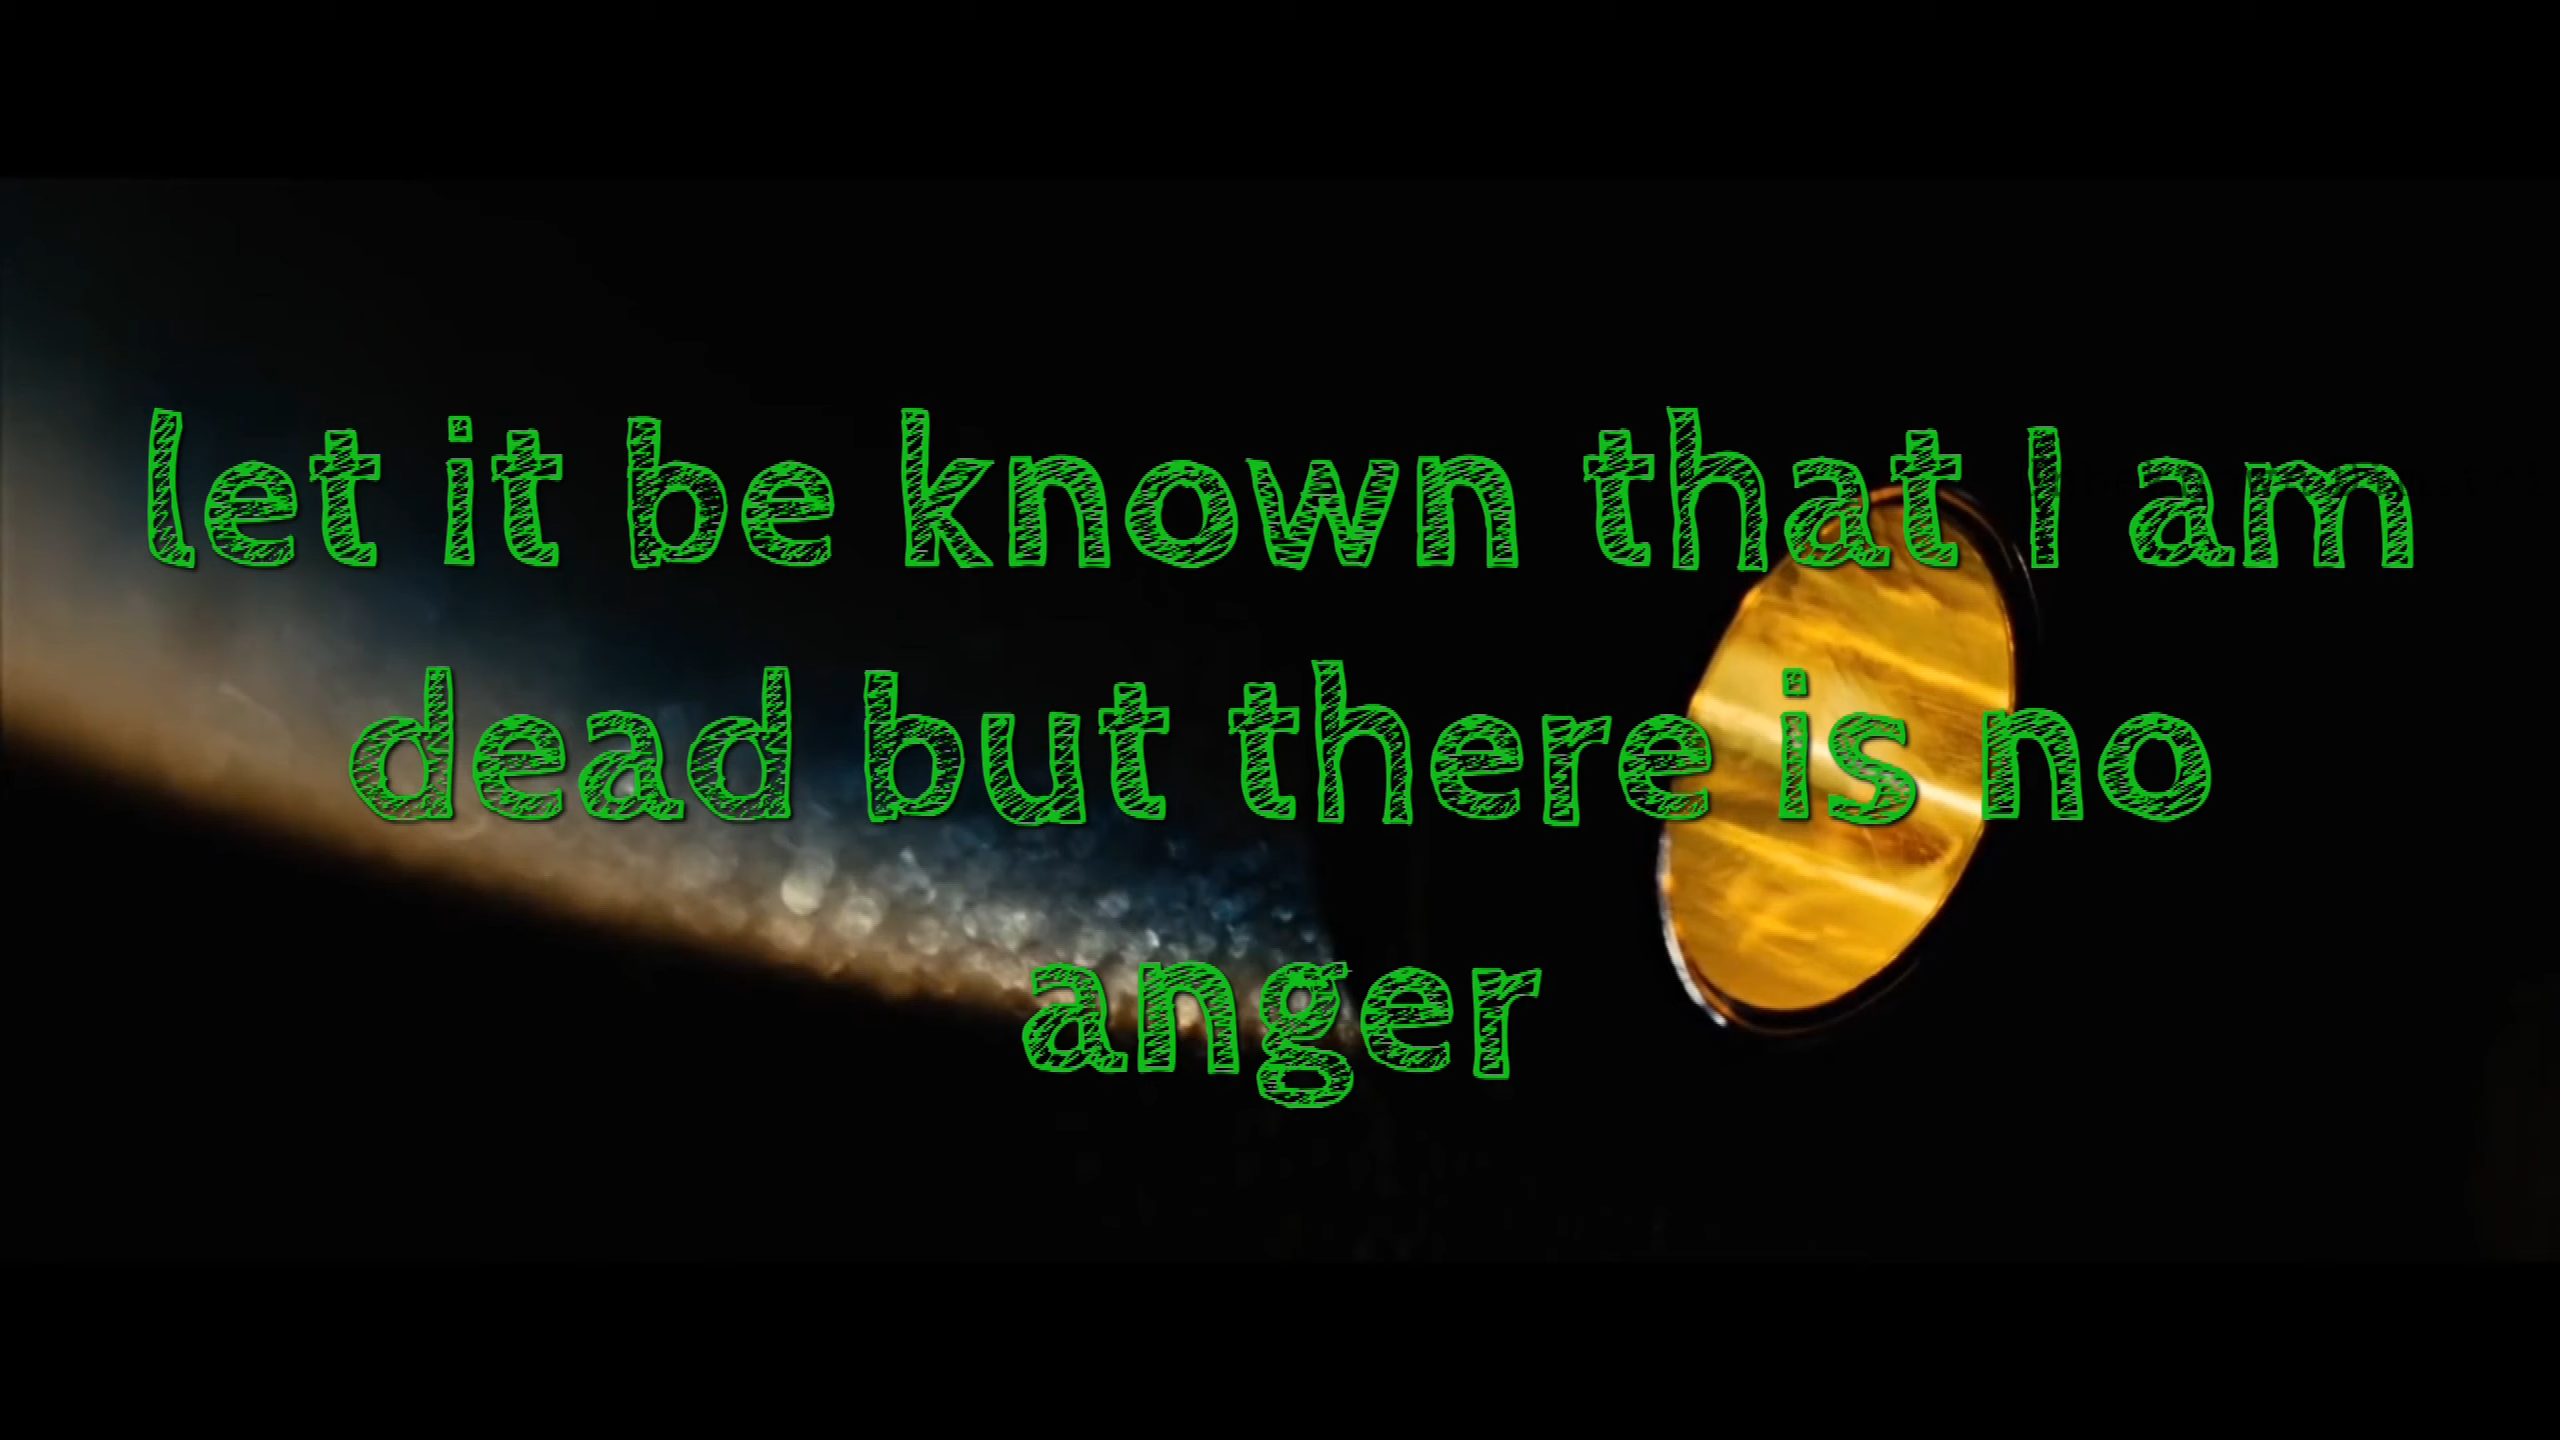 let it be known that I am
dead but there is no
anger